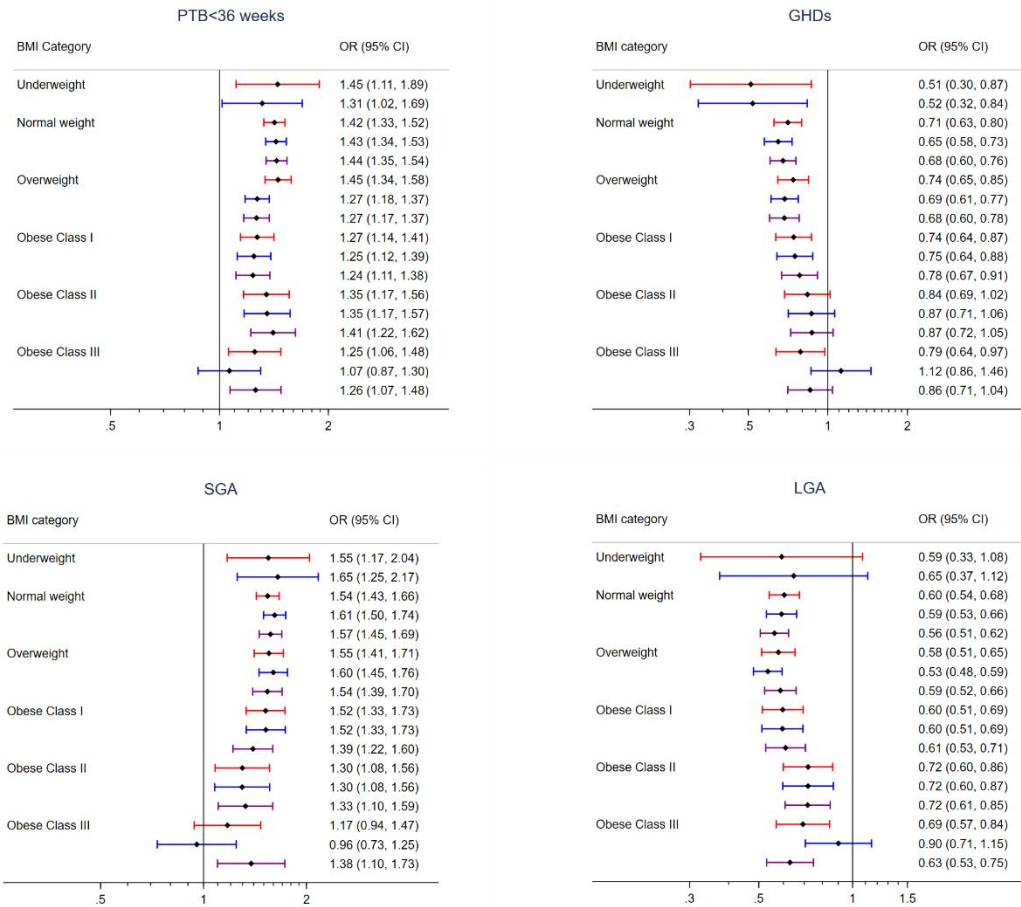 PTB<36 weeks
BMI Category OR (95% CI)
Underweight 1.45 (1.11, 1.89)
1.31 (1.02, 1.69)
Normal weight 1.42 (1.33, 1.52)
1.43 (1.34, 1.53)
1.44 (1.35, 1.54)
Overweight 1.45 (1.34, 1.58)
1.27 (1.18, 1.37)
1.27 (1.17, 1.37)
Obese Class I 1.27 (1.14, 1.41)
1.25 (1.12, 1.39)
1.24 (1.11, 1.38)
Obese Class II 1.35 (1.17, 1.56)
1.35 (1.17, 1.57)
1.41 (1.22, 1.62)
Obese Class III 1.25 (1.06, 1.48)
1.07 (0.87, 1.30)
1.26 (1.07, 1.48)
.5 1 2
GHDs
BMI Category OR (95% CI)
Underweight 0.51 (0.30, 0.87)
0.52 (0.32, 0.84)
Normal weight 0.71 (0.63, 0.80)
0.65 (0.58, 0.73)
0.68 (0.60, 0.76)
Overweight 0.74 (0.65, 0.85)
0.69 (0.61, 0.77)
0.68 (0.60, 0.78)
Obese Class I 0.74 (0.64, 0.87)
0.75 (0.64, 0.88)
0.78 (0.67, 0.91)
Obese Class II 0.84 (0.69, 1.02)
0.87 (0.71, 1.06)
0.87 (0.72, 1.05)
Obese Class III 0.79 (0.64, 0.97)
1.12 (0.86, 1.46)
0.86 (0.71, 1.04)
.3 .5 1 2
SGA
BMI category OR (95% CI)
Underweight 1.55 (1.17, 2.04)
1.65 (1.25, 2.17)
Normal weight 1.54 (1.43, 1.66)
1.61 (1.50, 1.74)
1.57 (1.45, 1.69)
Overweight 1.55 (1.41, 1.71)
1.60 (1.45, 1.76)
1.54 (1.39, 1.70)
Obese Class I 1.52 (1.33, 1.73)
1.52 (1.33, 1.73)
1.39 (1.22, 1.60)
Obese Class II 1.30 (1.08, 1.56)
1.30 (1.08, 1.56)
1.33 (1.10, 1.59)
Obese Class III 1.17 (0.94, 1.47)
0.96 (0.73, 1.25)
1.38 (1.10, 1.73)
.5 1 2
LGA
BMI category OR (95% CI)
Underweight 0.59 (0.33, 1.08)
0.65 (0.37, 1.12)
Normal weight 0.60 (0.54, 0.68)
0.59 (0.53, 0.66)
0.56 (0.51, 0.62)
Overweight 0.58 (0.51, 0.65)
0.53 (0.48, 0.59)
0.59 (0.52, 0.66)
Obese Class I 0.60 (0.51, 0.69)
0.60 (0.51, 0.69)
0.61 (0.53, 0.71)
Obese Class II 0.72 (0.60, 0.86)
0.72 (0.60, 0.87)
0.72 (0.61, 0.85)
Obese Class III 0.69 (0.57, 0.84)
0.90 (0.71, 1.15)
0.63 (0.53, 0.75)
.3 .5 1 1.5